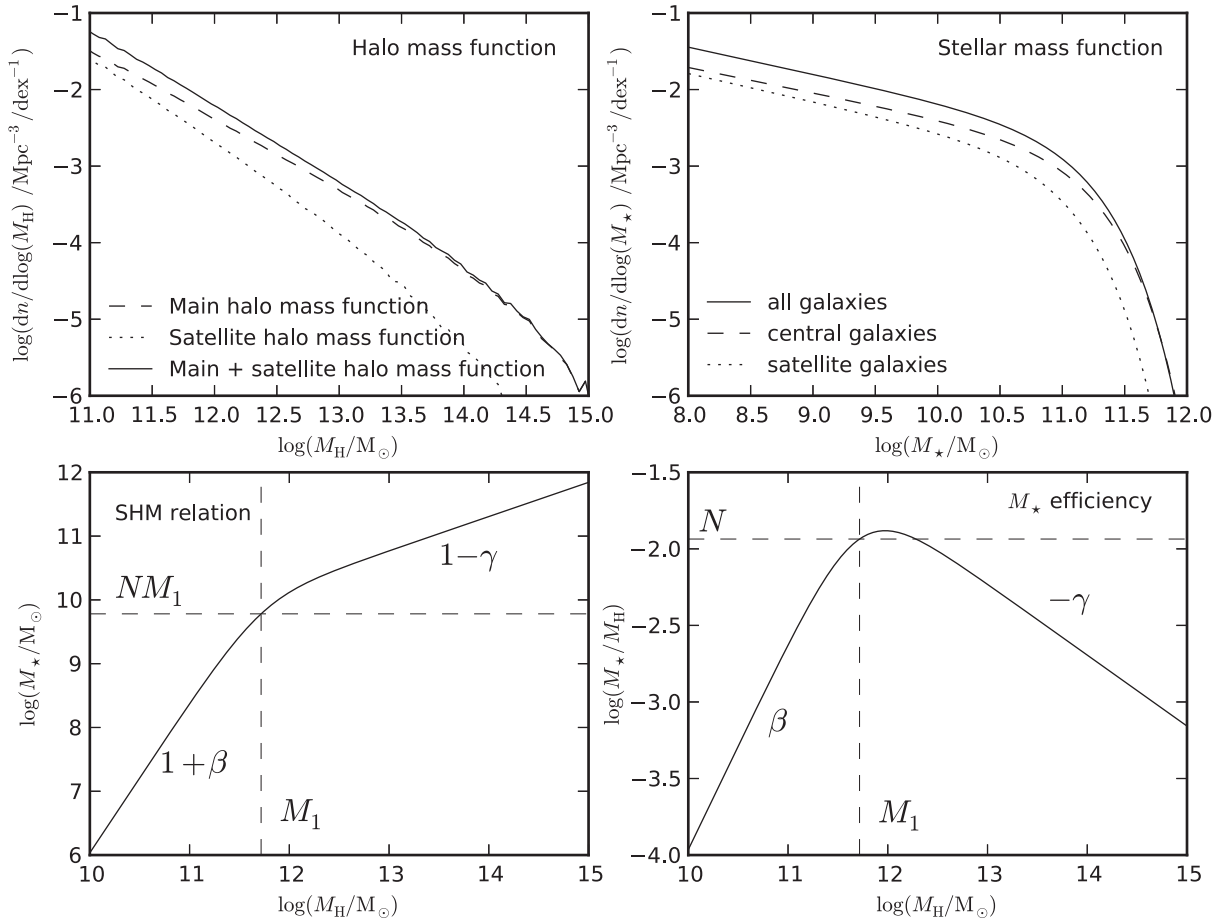 Halo mass function
log(dn/dlog(M_H) /Mpc⁻³/dex⁻¹)
−1
−2
−3
−4
−5
−6
Main halo mass function
Satellite halo mass function
Main + satellite halo mass function
11.0 11.5 12.0 12.5 13.0 13.5 14.0 14.5 15.0
log(M_H/M_⊙)
Stellar mass function
log(dn/dlog(M_⋆) /Mpc⁻³/dex⁻¹)
−1
−2
−3
−4
−5
−6
all galaxies
central galaxies
satellite galaxies
8.0 8.5 9.0 9.5 10.0 10.5 11.0 11.5 12.0
log(M_⋆/M_⊙)
SHM relation
log(M_⋆/M_⊙)
12
11
10
9
8
7
6
1−γ
NM₁
1+β
M₁
10 11 12 13 14 15
log(M_H/M_⊙)
M_⋆ efficiency
log(M_⋆/M_H)
−1.5
−2.0
−2.5
−3.0
−3.5
−4.0
N
−γ
β
M₁
10 11 12 13 14 15
log(M_H/M_⊙)